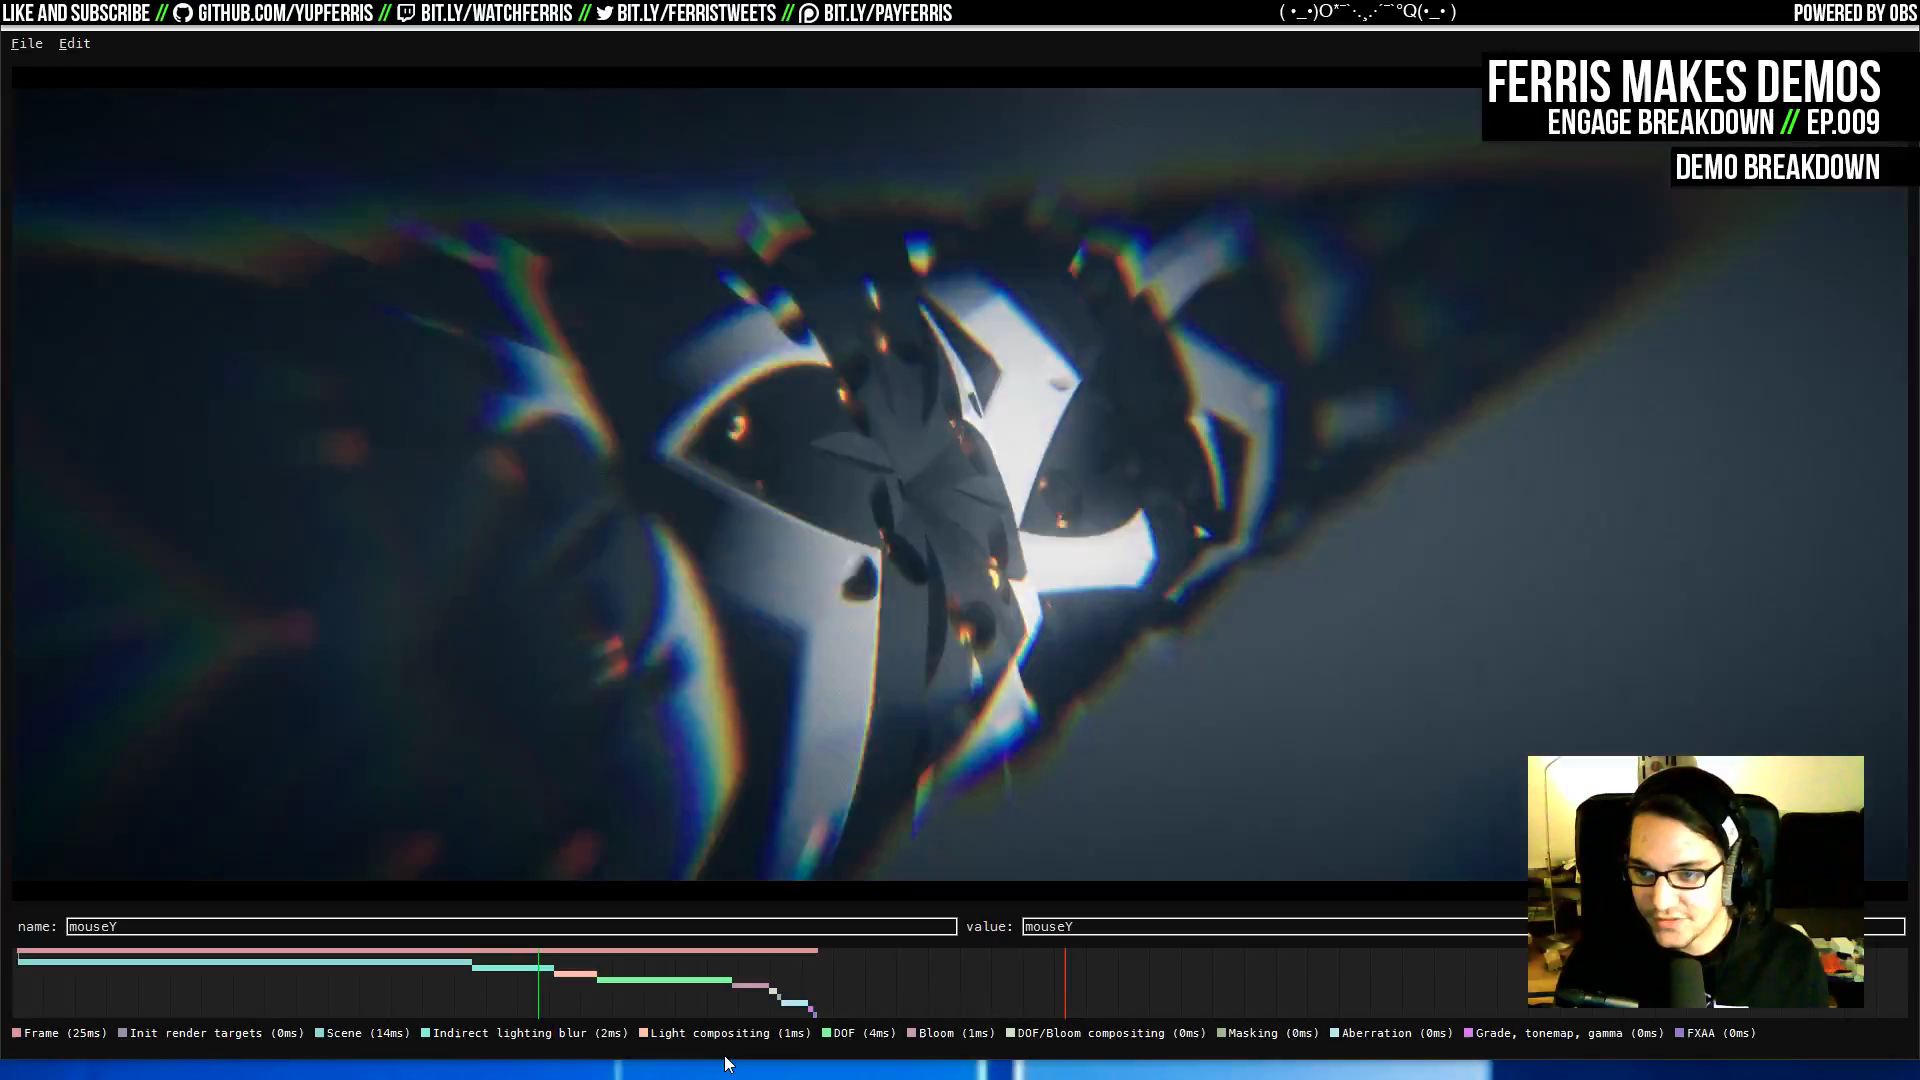 LIKE AND SUBSCRIBE // GITHUB.COM/YUPFERRIS // BIT.LY/WATCHFERRIS // BIT.LY/FERRISTWEETS // BIT.LY/PAYFERRIS
POWERED BY OBS
File Edit
FERRIS MAKES DEMOS
ENGAGE BREAKDOWN // EP.009
DEMO BREAKDOWN
name: mouseY value: mouseY
Frame (25ms) Init render targets (0ms) Scene (14ms) Indirect lighting blur (2ms) Light compositing (1ms) DOF (4ms) Bloom (1ms) DOF/Bloom compositing (0ms) Masking (0ms) Aberration (0ms) Grade, tonemap, gamma (0ms) FXAA (0ms)